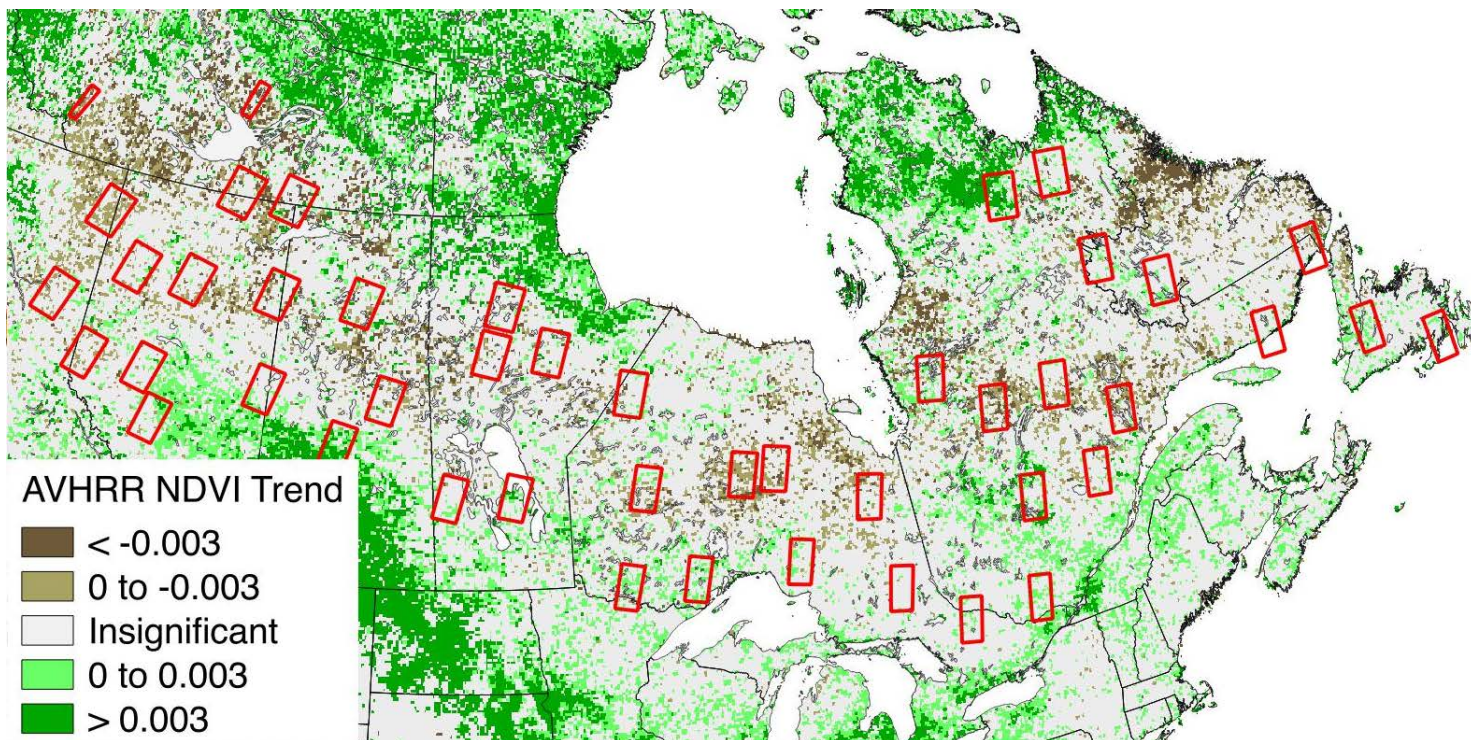 AVHRR NDVI Trend
< -0.003
0 to -0.003
Insignificant
0 to 0.003
> 0.003